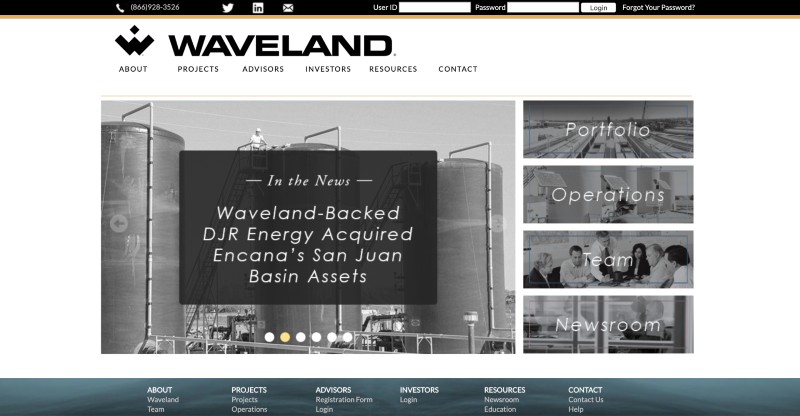 (866)928-3526 User ID Password Login Forgot Your Password?
WAVELAND
ABOUT PROJECTS ADVISORS INVESTORS RESOURCES CONTACT
— In the News —
Waveland-Backed
DJR Energy Acquired
Encana's San Juan
Basin Assets
Portfolio
Operations
Team
Newsroom
ABOUT PROJECTS ADVISORS INVESTORS RESOURCES CONTACT
Waveland Projects Registration Form Login Newsroom Contact Us
Team Operations Login Education Help